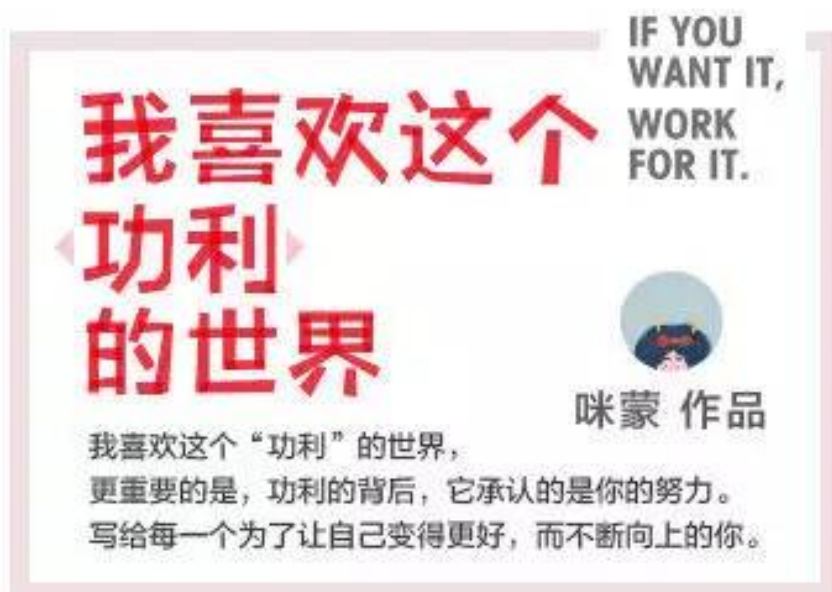 IF YOU
WANT IT,
WORK
FOR IT.
我喜欢这个
功利
的世界
咪蒙 作品
我喜欢这个“功利”的世界，
更重要的是，功利的背后，它承认的是你的努力。
写给每一个为了让自己变得更好，而不断向上的你。